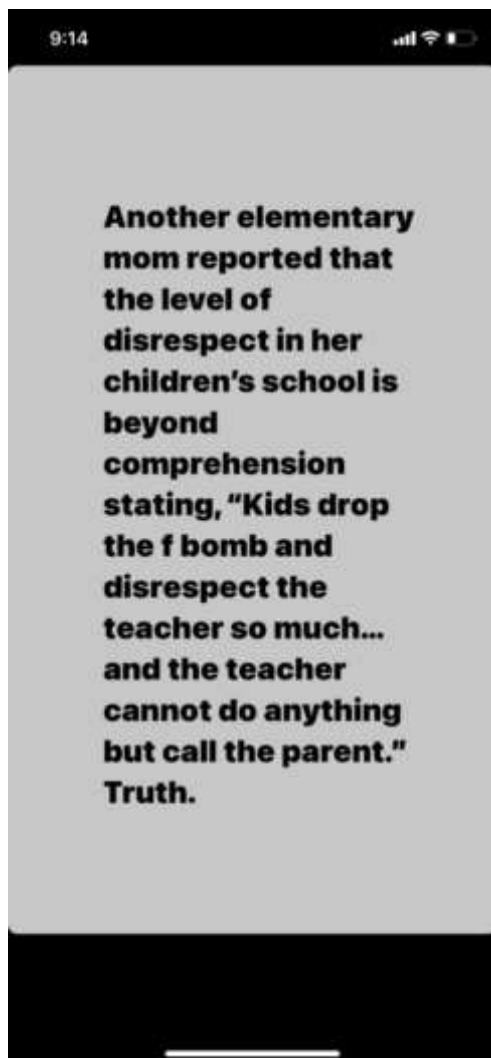 9:14
Another elementary
mom reported that
the level of
disrespect in her
children’s school is
beyond
comprehension
stating, “Kids drop
the f bomb and
disrespect the
teacher so much...
and the teacher
cannot do anything
but call the parent.”
Truth.